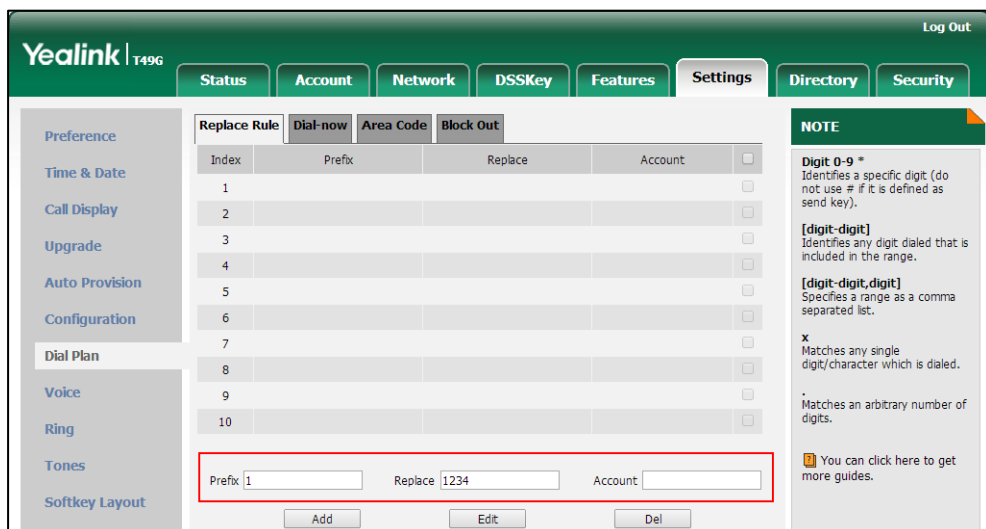 Log Out
Yealink | T49G
Status Account Network DSSKey Features Settings Directory Security
Preference
Time & Date
Call Display
Upgrade
Auto Provision
Configuration
Dial Plan
Voice
Ring
Tones
Softkey Layout
Replace Rule Dial-now Area Code Block Out
Index Prefix Replace Account
1
2
3
4
5
6
7
8
9
10
Prefix 1 Replace 1234 Account
Add Edit Del
NOTE
Digit 0-9 *
Identifies a specific digit (do
not use # if it is defined as
send key).
[digit-digit]
Identifies any digit dialed that is
included in the range.
[digit-digit,digit]
Specifies a range as a comma
separated list.
x
Matches any single
digit/character which is dialed.
.
Matches an arbitrary number of
digits.
? You can click here to get
more guides.